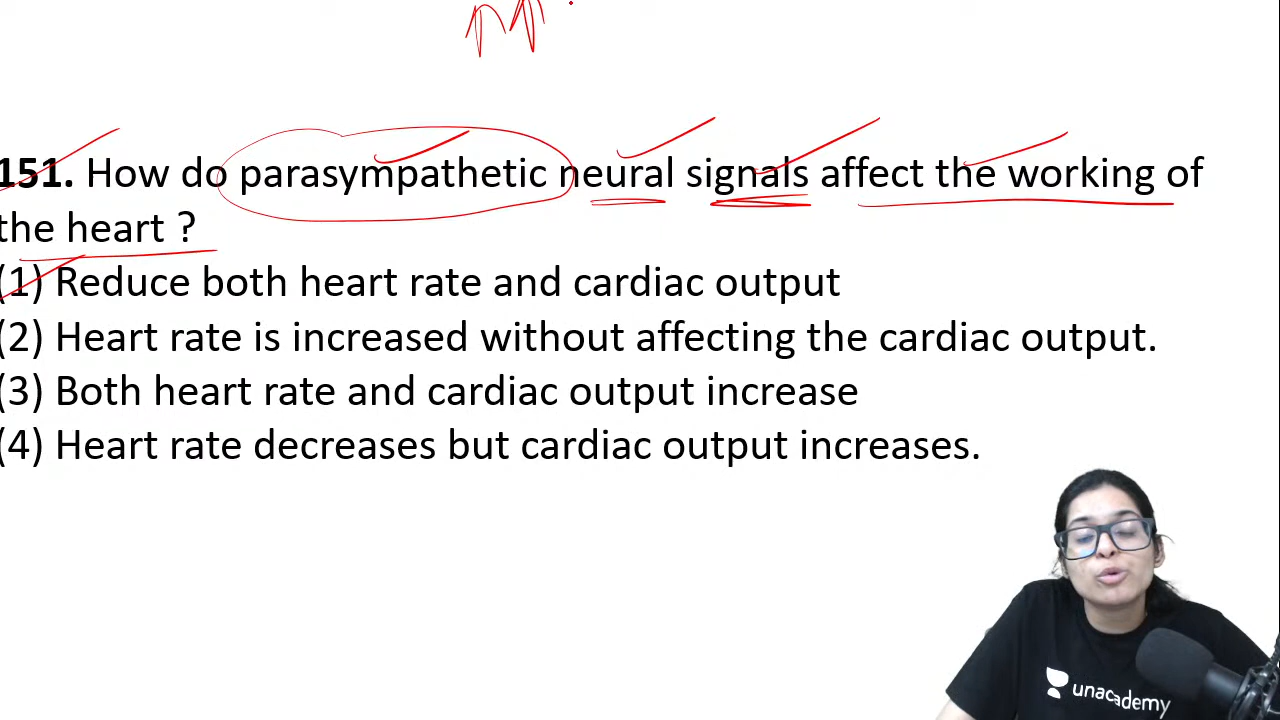 151. How do parasympathetic neural signals affect the working of
the heart ?
(1) Reduce both heart rate and cardiac output
(2) Heart rate is increased without affecting the cardiac output.
(3) Both heart rate and cardiac output increase
(4) Heart rate decreases but cardiac output increases.
unacademy